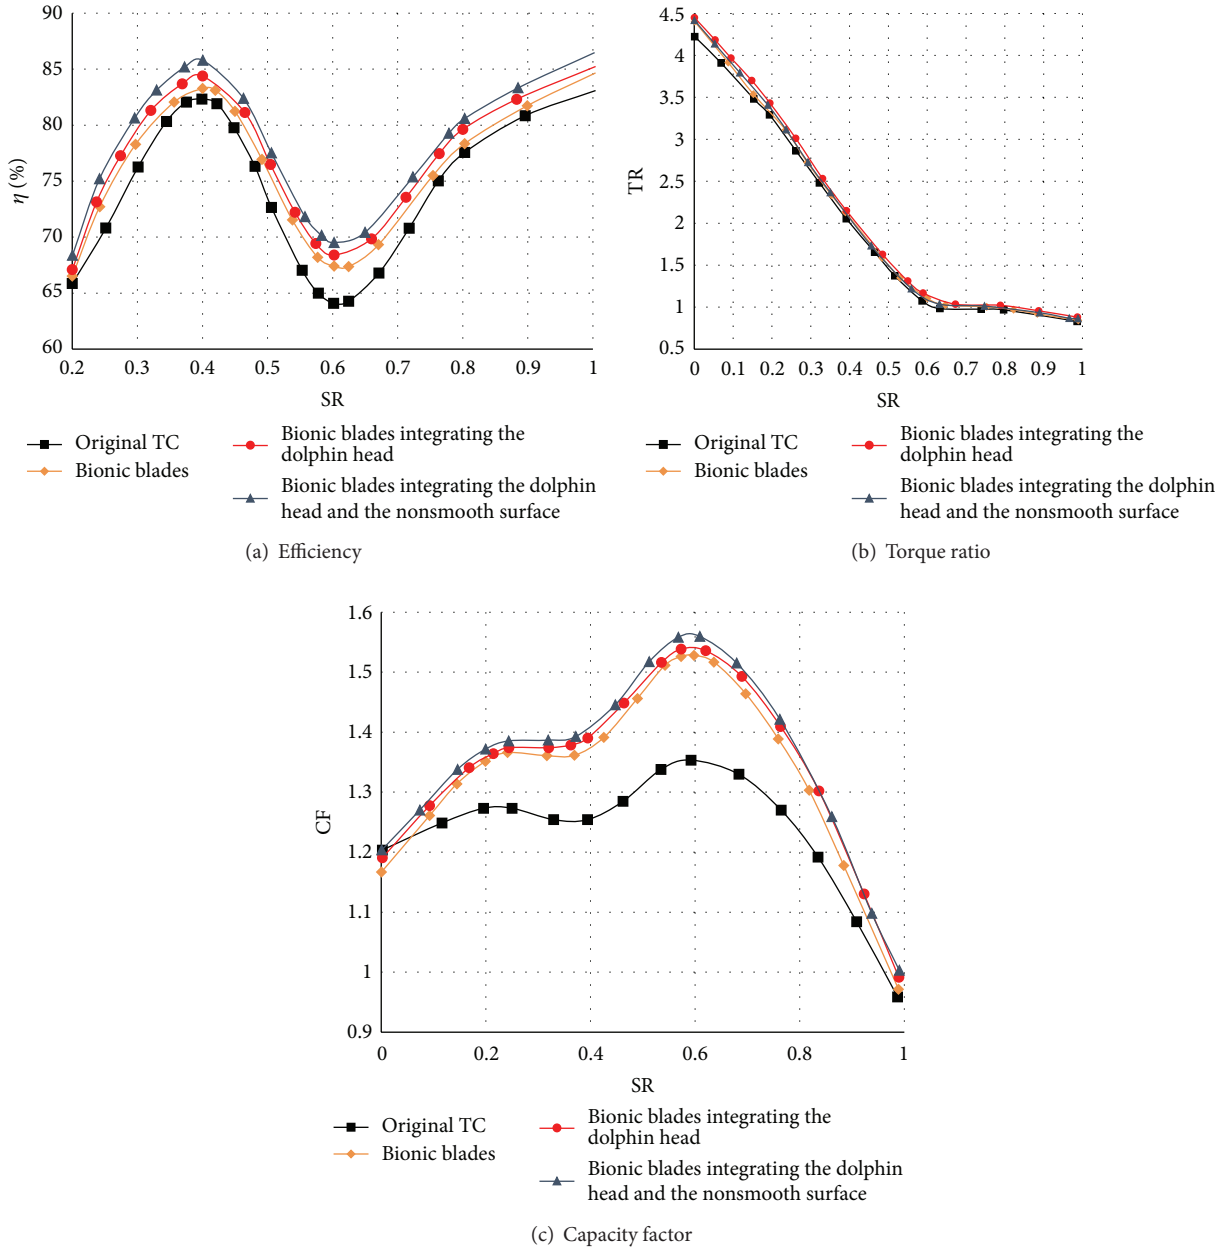 90
85
80
75
70
65
60
η (%)
0.2 0.3 0.4 0.5 0.6 0.7 0.8 0.9 1
SR
Original TC
Bionic blades
Bionic blades integrating the
dolphin head
Bionic blades integrating the dolphin
head and the nonsmooth surface
(a) Efficiency
4.5
4
3.5
3
2.5
2
1.5
1
0.5
TR
0 0.1 0.2 0.3 0.4 0.5 0.6 0.7 0.8 0.9 1
SR
Original TC
Bionic blades
Bionic blades integrating the
dolphin head
Bionic blades integrating the dolphin
head and the nonsmooth surface
(b) Torque ratio
1.6
1.5
1.4
1.3
1.2
1.1
1
0.9
CF
0 0.2 0.4 0.6 0.8 1
SR
Original TC
Bionic blades
Bionic blades integrating the
dolphin head
Bionic blades integrating the dolphin
head and the nonsmooth surface
(c) Capacity factor